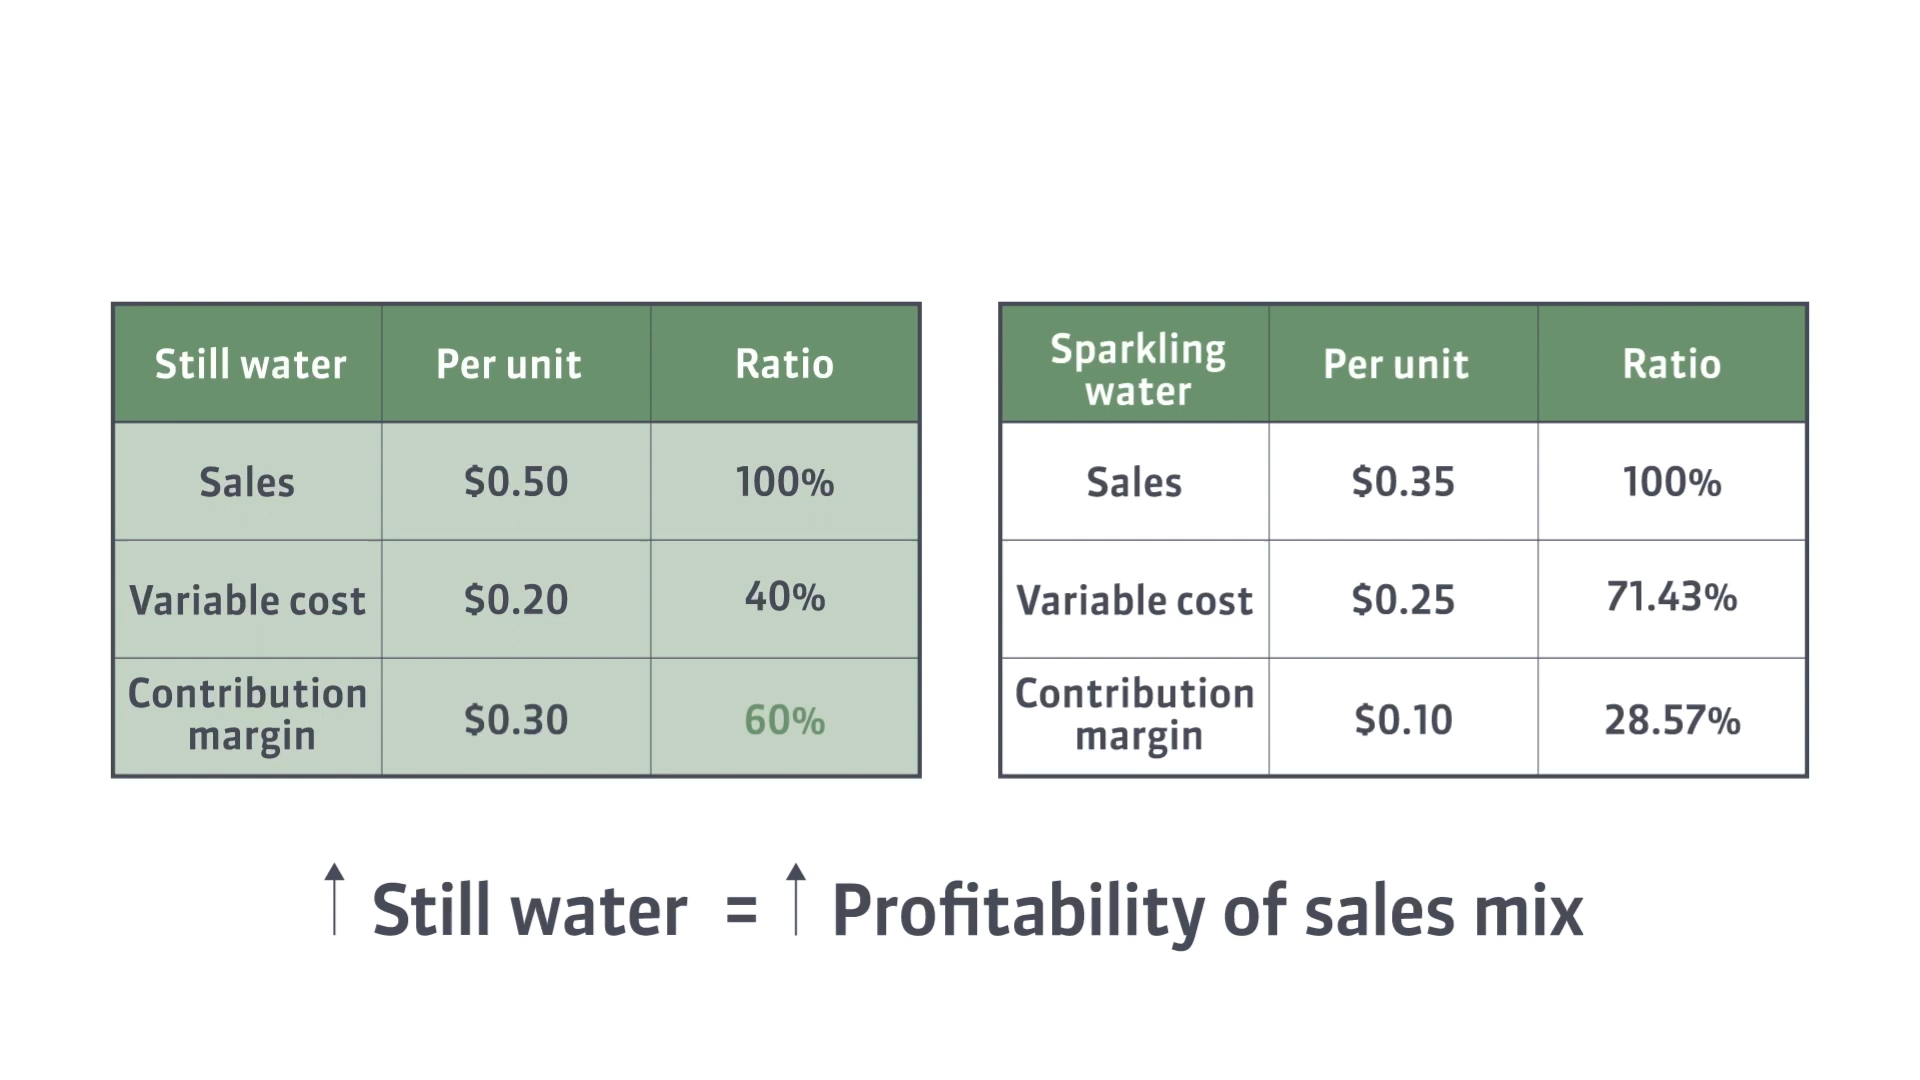 Still water Per unit Ratio
Sales $0.50 100%
Variable cost $0.20 40%
Contribution
margin $0.30 60%
Sparkling
water Per unit Ratio
Sales $0.35 100%
Variable cost $0.25 71.43%
Contribution
margin $0.10 28.57%
↑ Still water = ↑ Profitability of sales mix